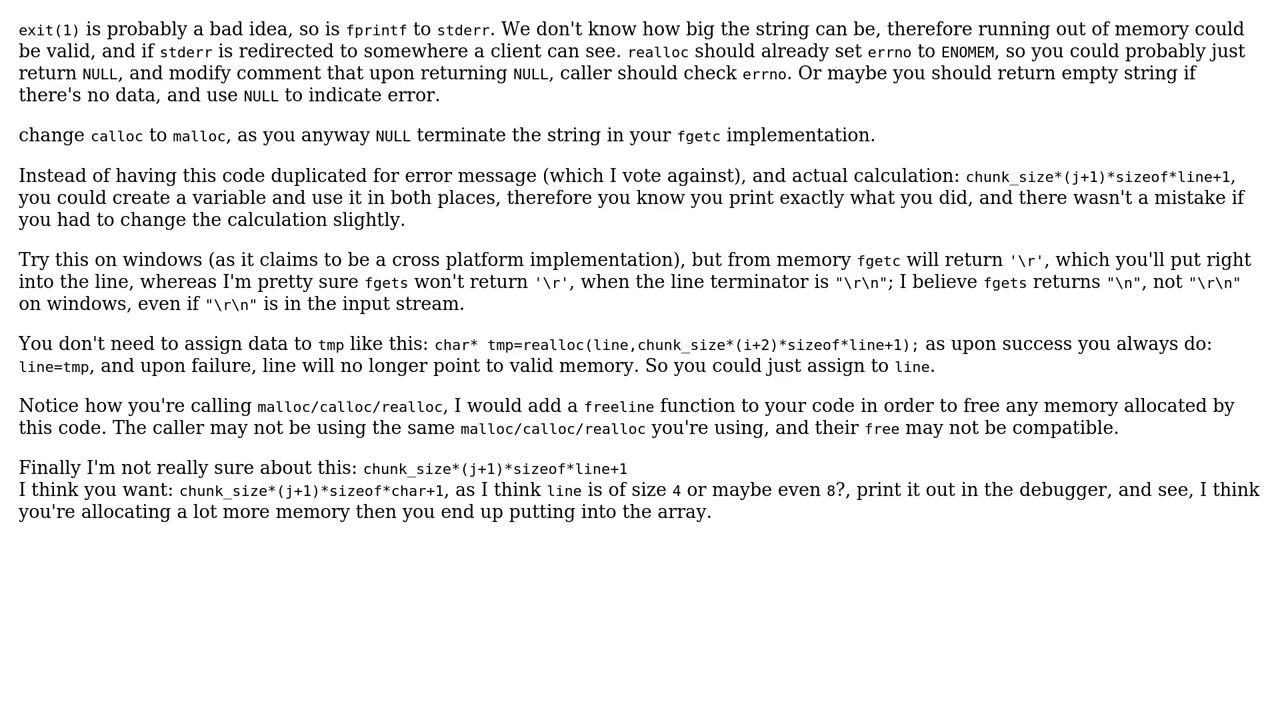 exit(1) is probably a bad idea, so is fprintf to stderr. We don't know how big the string can be, therefore running out of memory could
be valid, and if stderr is redirected to somewhere a client can see. realloc should already set errno to ENOMEM, so you could probably just
return NULL, and modify comment that upon returning NULL, caller should check errno. Or maybe you should return empty string if
there's no data, and use NULL to indicate error.
change calloc to malloc, as you anyway NULL terminate the string in your fgetc implementation.
Instead of having this code duplicated for error message (which I vote against), and actual calculation: chunk_size*(j+1)*sizeof*line+1,
you could create a variable and use it in both places, therefore you know you print exactly what you did, and there wasn't a mistake if
you had to change the calculation slightly.
Try this on windows (as it claims to be a cross platform implementation), but from memory fgetc will return '\r', which you'll put right
into the line, whereas I'm pretty sure fgets won't return '\r', when the line terminator is "\r\n"; I believe fgets returns "\n", not "\r\n"
on windows, even if "\r\n" is in the input stream.
You don't need to assign data to tmp like this: char* tmp=realloc(line,chunk_size*(i+2)*sizeof*line+1); as upon success you always do:
line=tmp, and upon failure, line will no longer point to valid memory. So you could just assign to line.
Notice how you're calling malloc/calloc/realloc, I would add a freeline function to your code in order to free any memory allocated by
this code. The caller may not be using the same malloc/calloc/realloc you're using, and their free may not be compatible.
Finally I'm not really sure about this: chunk_size*(j+1)*sizeof*line+1
I think you want: chunk_size*(j+1)*sizeof*char+1, as I think line is of size 4 or maybe even 8?, print it out in the debugger, and see, I think
you're allocating a lot more memory then you end up putting into the array.